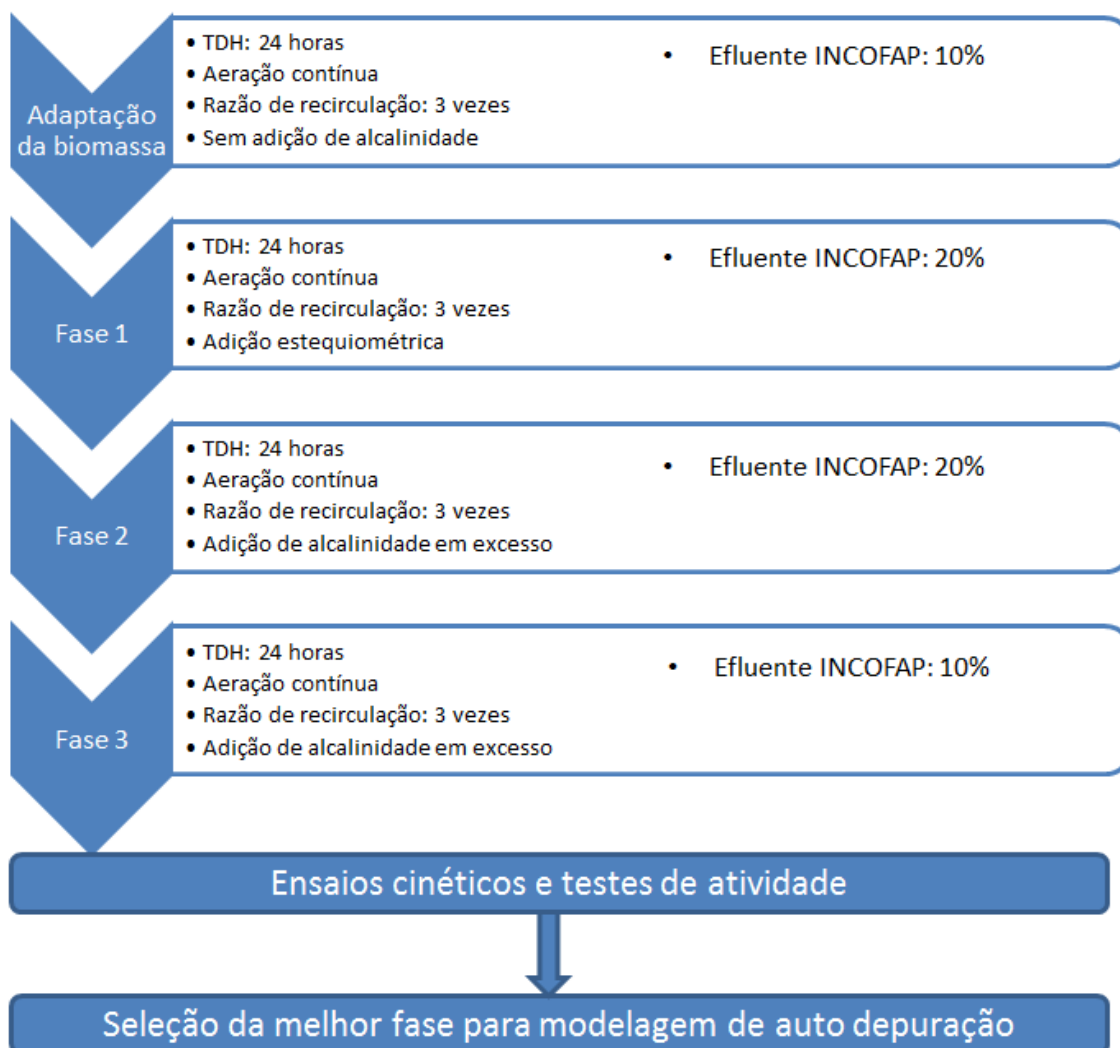 Adaptação
da biomassa
• TDH: 24 horas
• Aeração contínua
• Razão de recirculação: 3 vezes
• Sem adição de alcalinidade
• Efluente INCOFAP: 10%
Fase 1
• TDH: 24 horas
• Aeração contínua
• Razão de recirculação: 3 vezes
• Adição estequiométrica
• Efluente INCOFAP: 20%
Fase 2
• TDH: 24 horas
• Aeração contínua
• Razão de recirculação: 3 vezes
• Adição de alcalinidade em excesso
• Efluente INCOFAP: 20%
Fase 3
• TDH: 24 horas
• Aeração contínua
• Razão de recirculação: 3 vezes
• Adição de alcalinidade em excesso
• Efluente INCOFAP: 10%
Ensaios cinéticos e testes de atividade
Seleção da melhor fase para modelagem de auto depuração